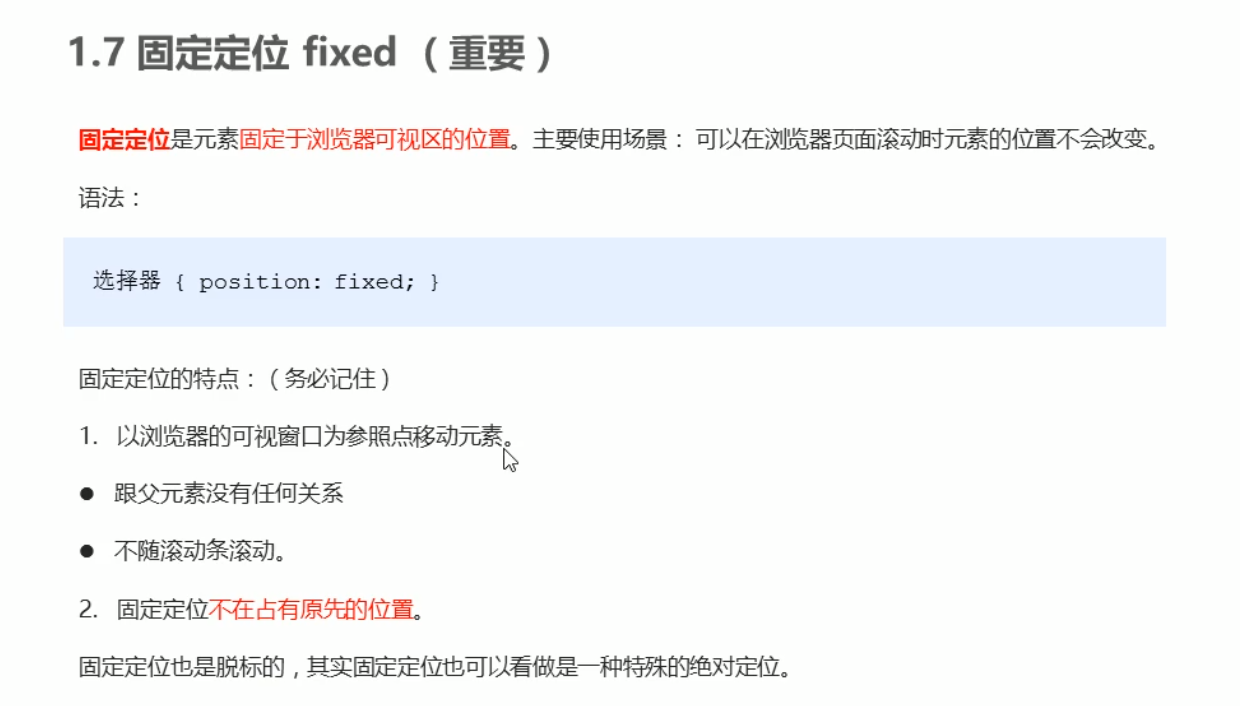 1.7 固定定位 fixed （重要）
固定定位是元素固定于浏览器可视区的位置。主要使用场景： 可以在浏览器页面滚动时元素的位置不会改变。
语法：
选择器 { position: fixed; }
固定定位的特点：（务必记住）
1. 以浏览器的可视窗口为参照点移动元素。
● 跟父元素没有任何关系
● 不随滚动条滚动。
2. 固定定位不在占有原先的位置。
固定定位也是脱标的，其实固定定位也可以看做是一种特殊的绝对定位。